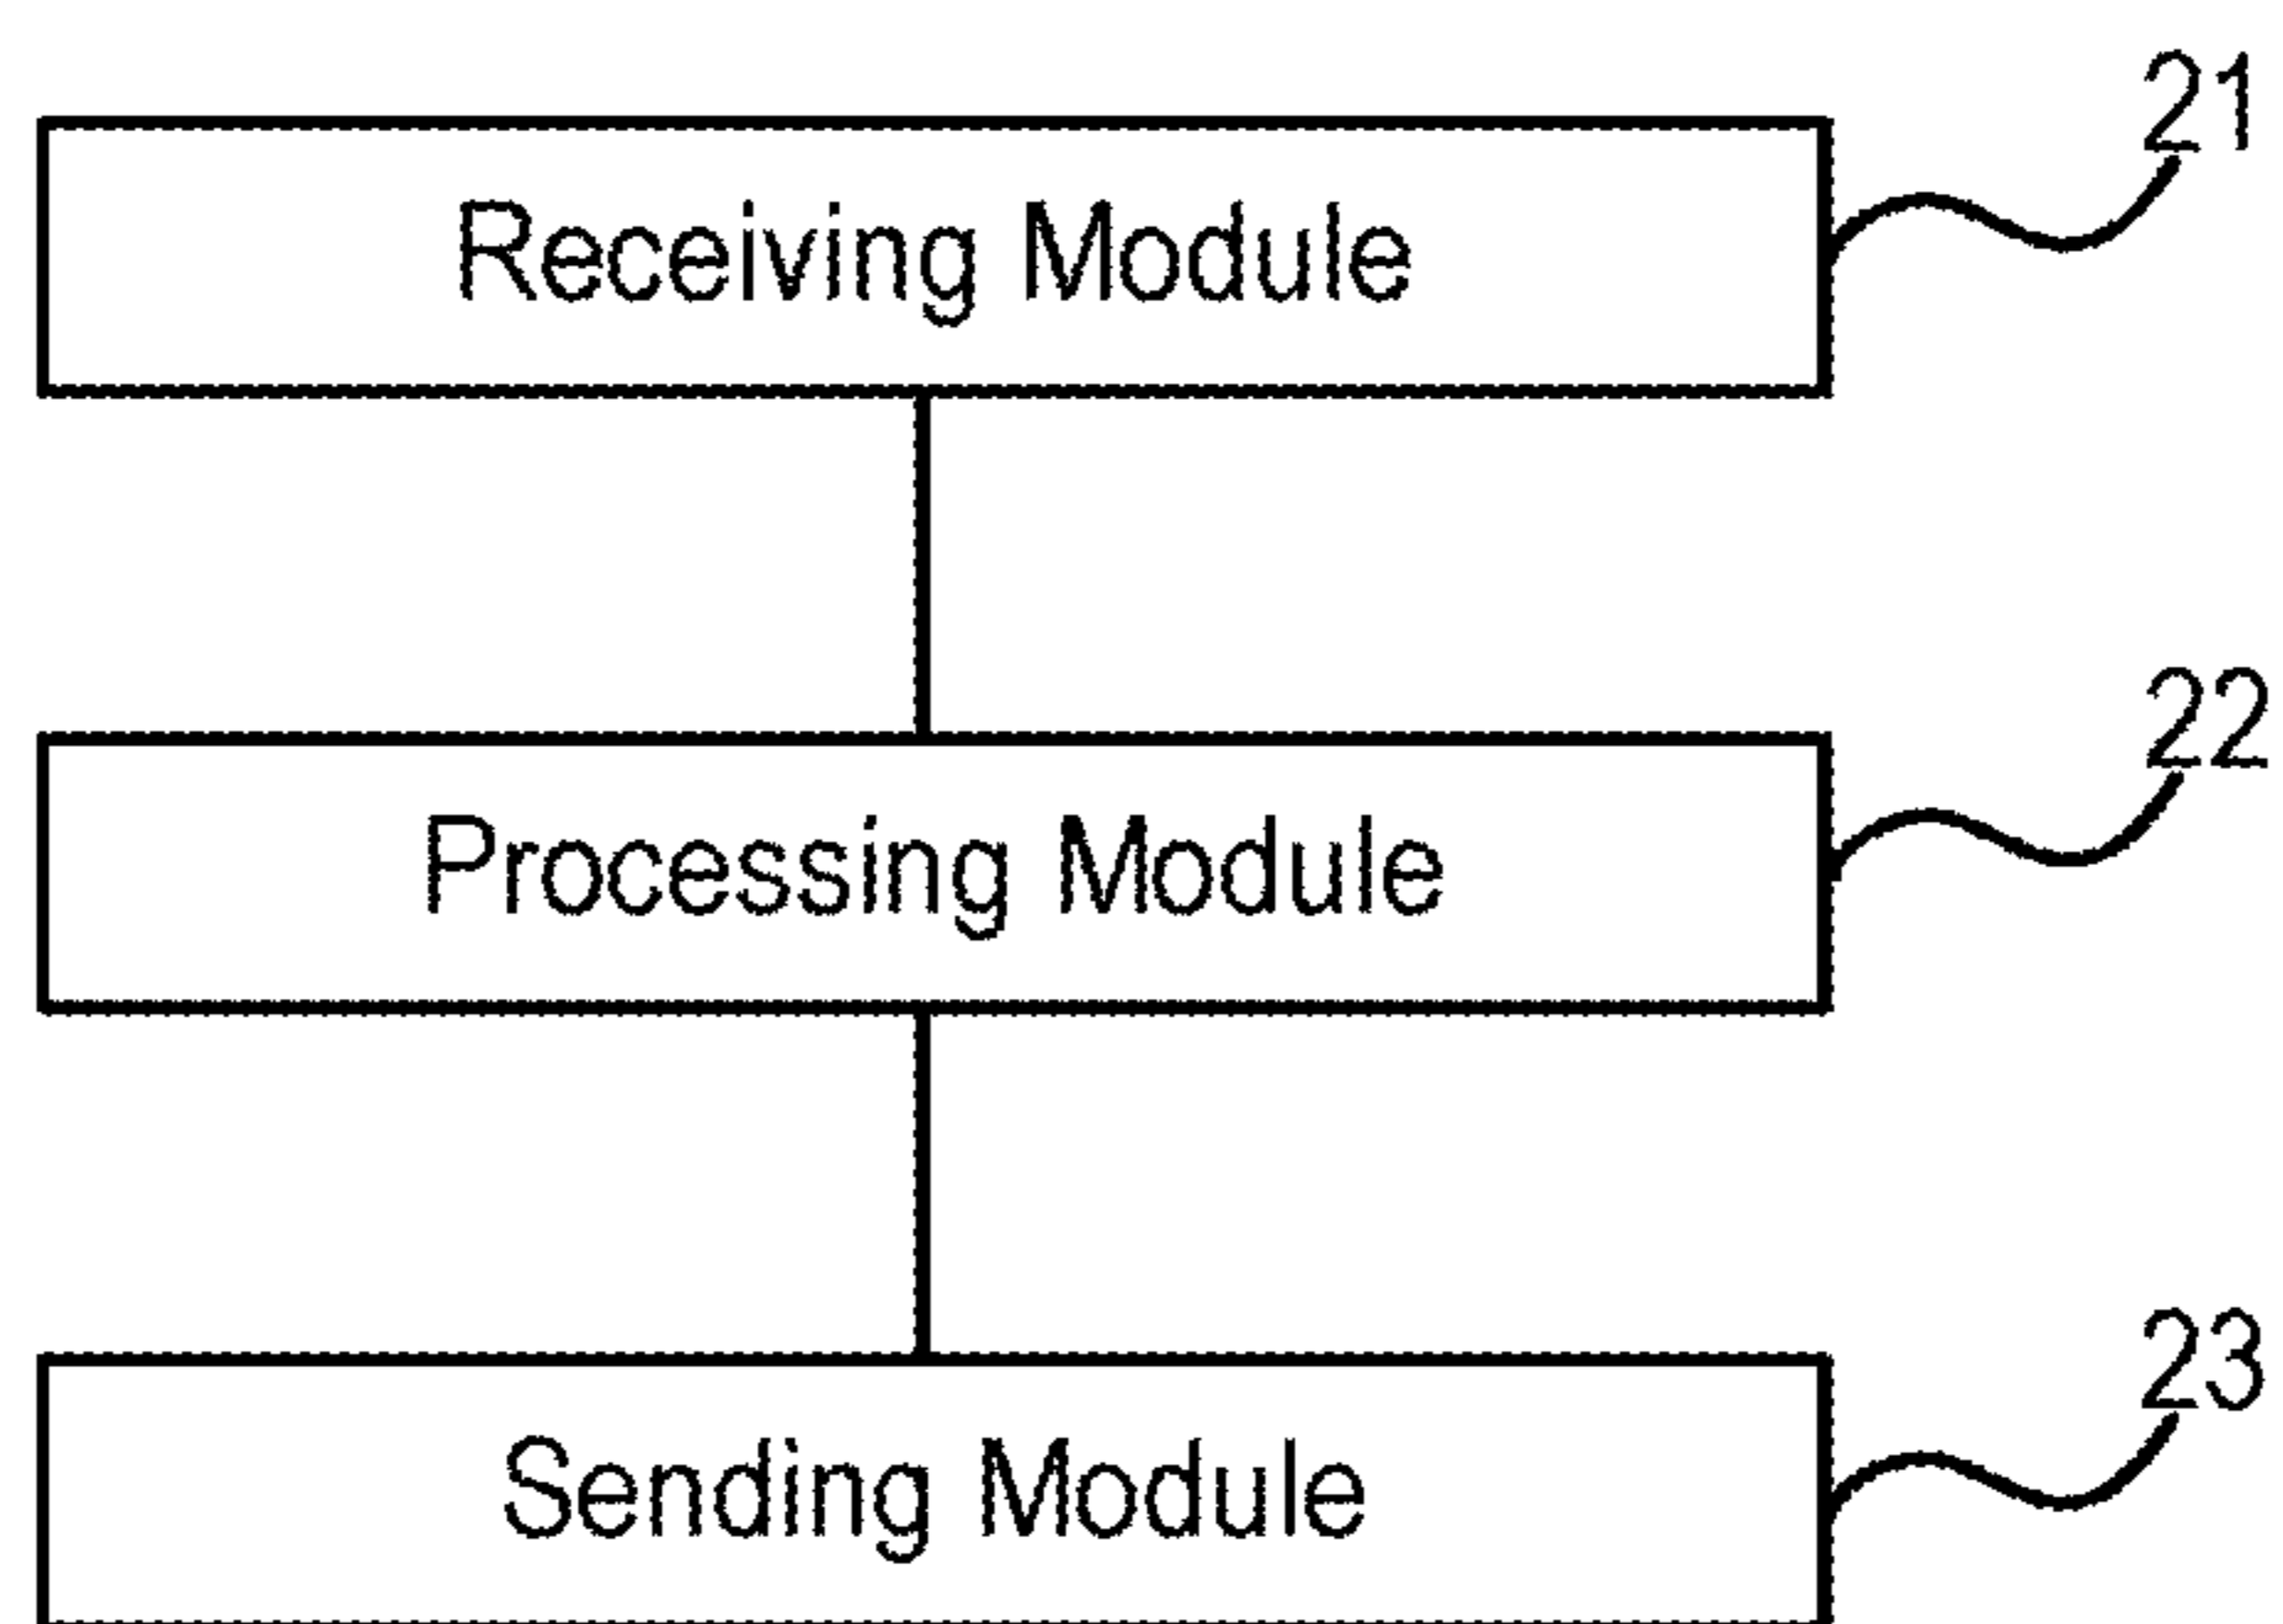 21
Receiving Module
22
Processing Module
23
Sending Module